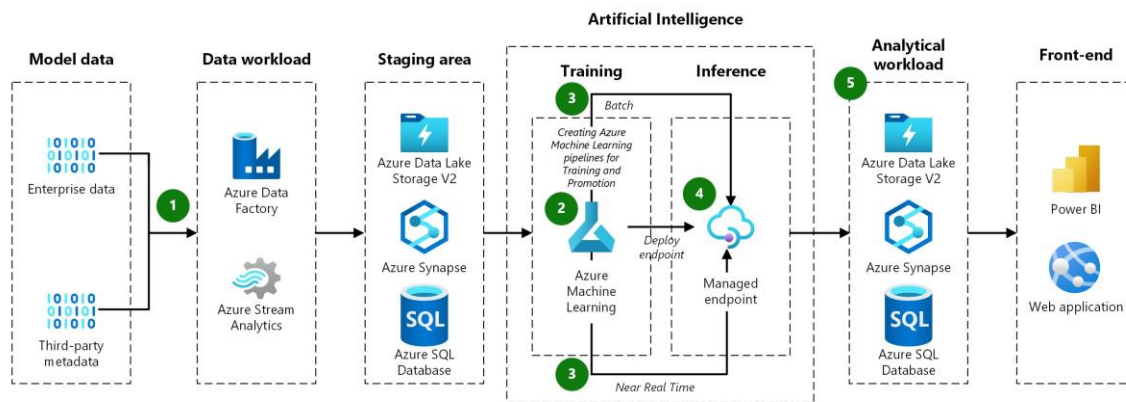 Artificial Intelligence
Model data
Data workload
Staging area
Training
Inference
Analytical
workload
Front-end
1
Enterprise data
Third-party
metadata
Azure Data
Factory
Azure Stream
Analytics
Azure Data Lake
Storage V2
Azure Synapse
SQL
Azure SQL
Database
3
Batch
Creating Azure
Machine Learning
pipelines for
Training and
Promotion
2
Azure
Machine
Learning
Deploy
endpoint
3
Near Real Time
4
Managed
endpoint
5
Azure Data Lake
Storage V2
Azure Synapse
SQL
Azure SQL
Database
Power BI
Web application